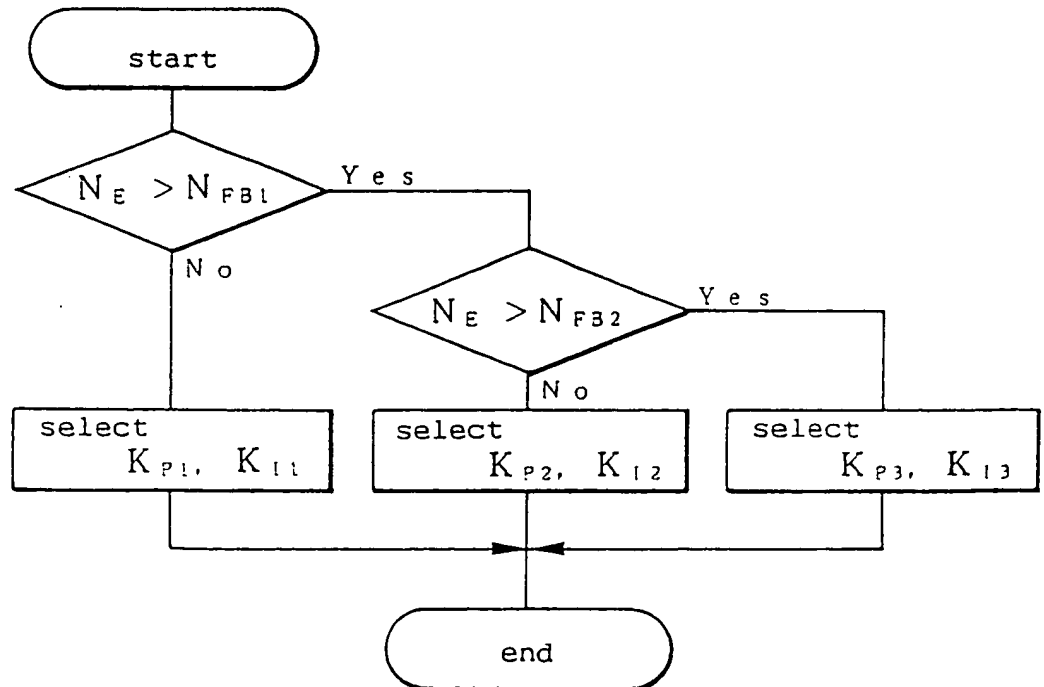 start
N_E > N_FB1
Yes
No
N_E > N_FB2
Yes
No
select
K_P1, K_I1
select
K_P2, K_I2
select
K_P3, K_I3
end